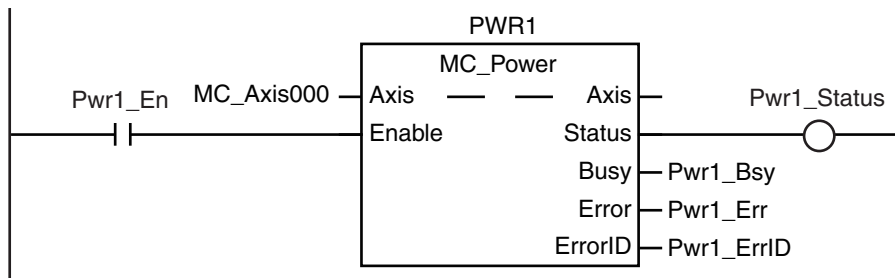 PWR1
MC_Power
Pwr1_En MC_Axis000 Axis Axis Pwr1_Status
Enable Status
Busy Pwr1_Bsy
Error Pwr1_Err
ErrorID Pwr1_ErrID